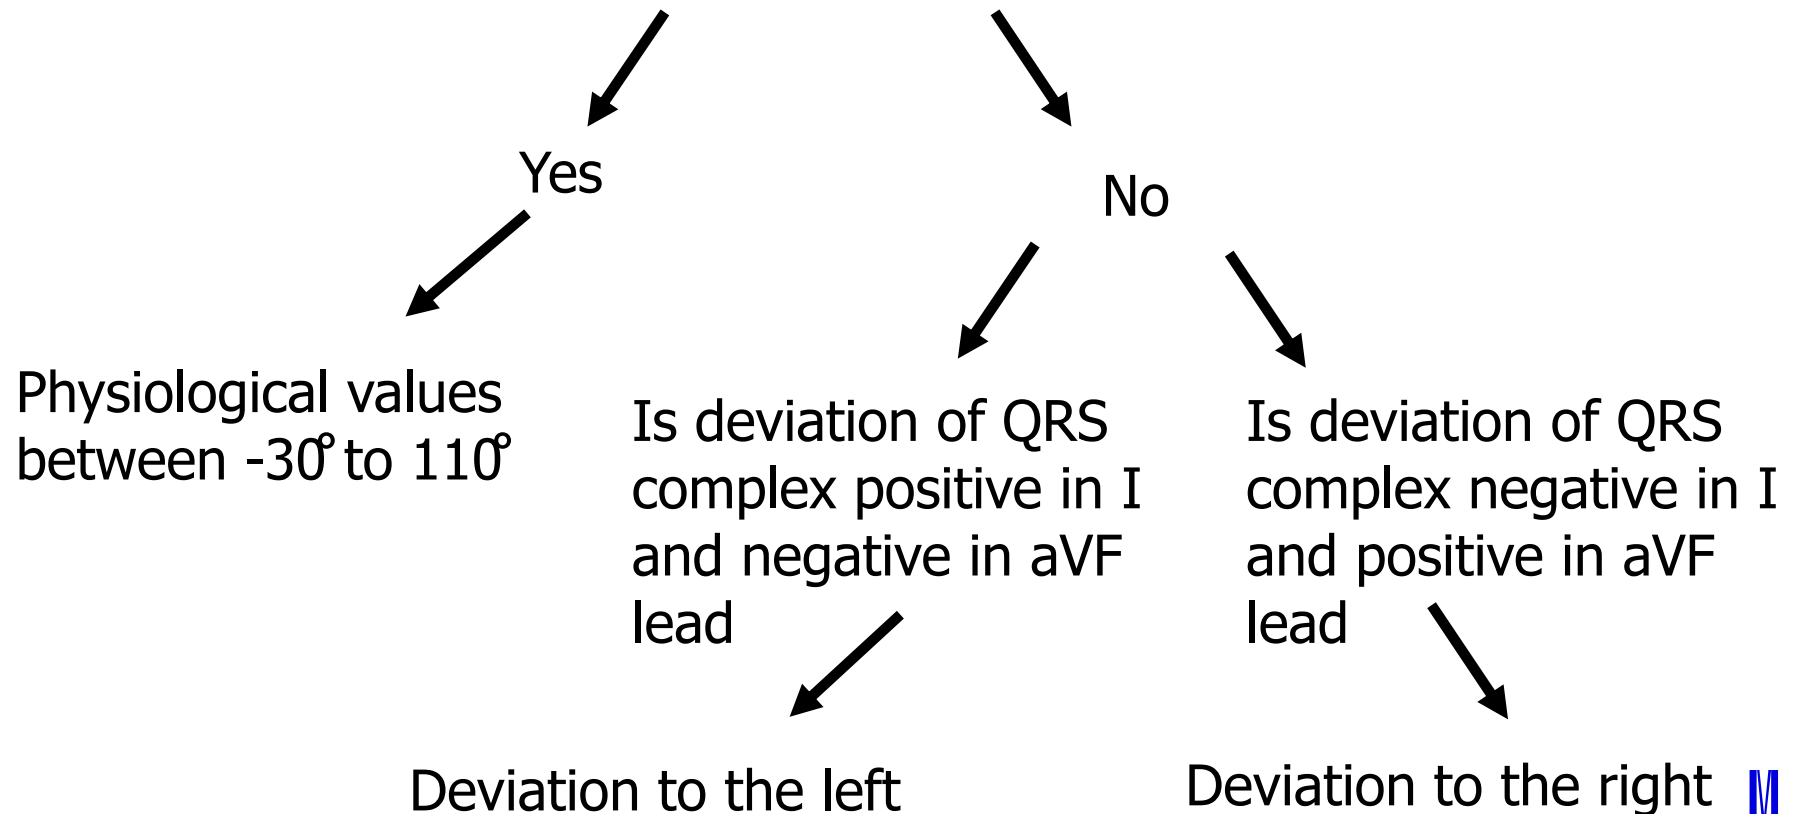 Yes
No
Physiological values
between -30° to 110°
Is deviation of QRS
complex positive in I
and negative in aVF
lead
Is deviation of QRS
complex negative in I
and positive in aVF
lead
Deviation to the left
Deviation to the right M